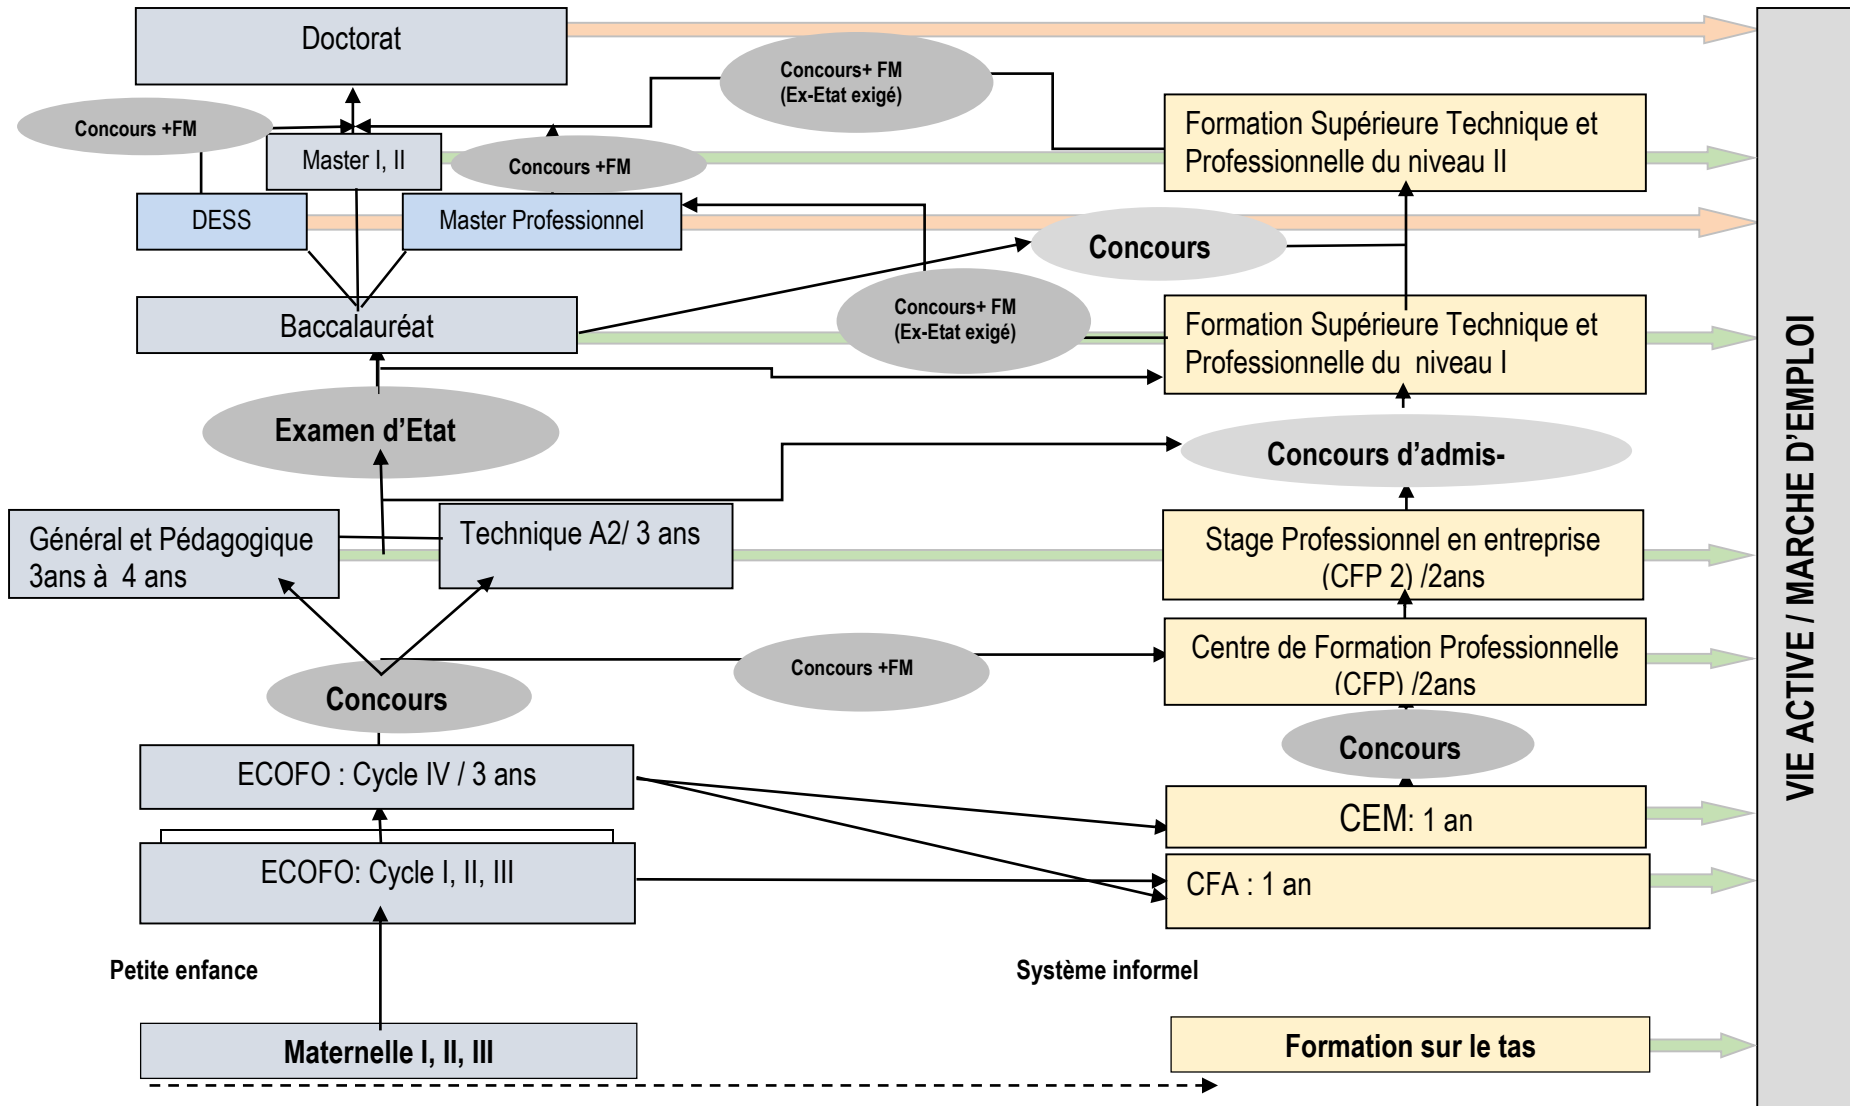 Doctorat
Concours+ FM
(Ex-Etat exigé)
Concours +FM
Master I, II
Concours +FM
Formation Supérieure Technique et
Professionnelle du niveau II
DESS
Master Professionnel
Concours
Baccalauréat
Concours+ FM
(Ex-Etat exigé)
Formation Supérieure Technique et
Professionnelle du  niveau I
Examen d’Etat
Concours d’admis-
Général et Pédagogique
3ans à  4 ans
Technique A2/ 3 ans
Stage Professionnel en entreprise
(CFP 2) /2ans
Concours +FM
Centre de Formation Professionnelle
(CFP) /2ans
Concours
Concours
ECOFO : Cycle IV / 3 ans
CEM: 1 an
ECOFO: Cycle I, II, III
CFA : 1 an
Petite enfance
Système informel
Maternelle I, II, III
Formation sur le tas
VIE ACTIVE / MARCHE D’EMPLOI